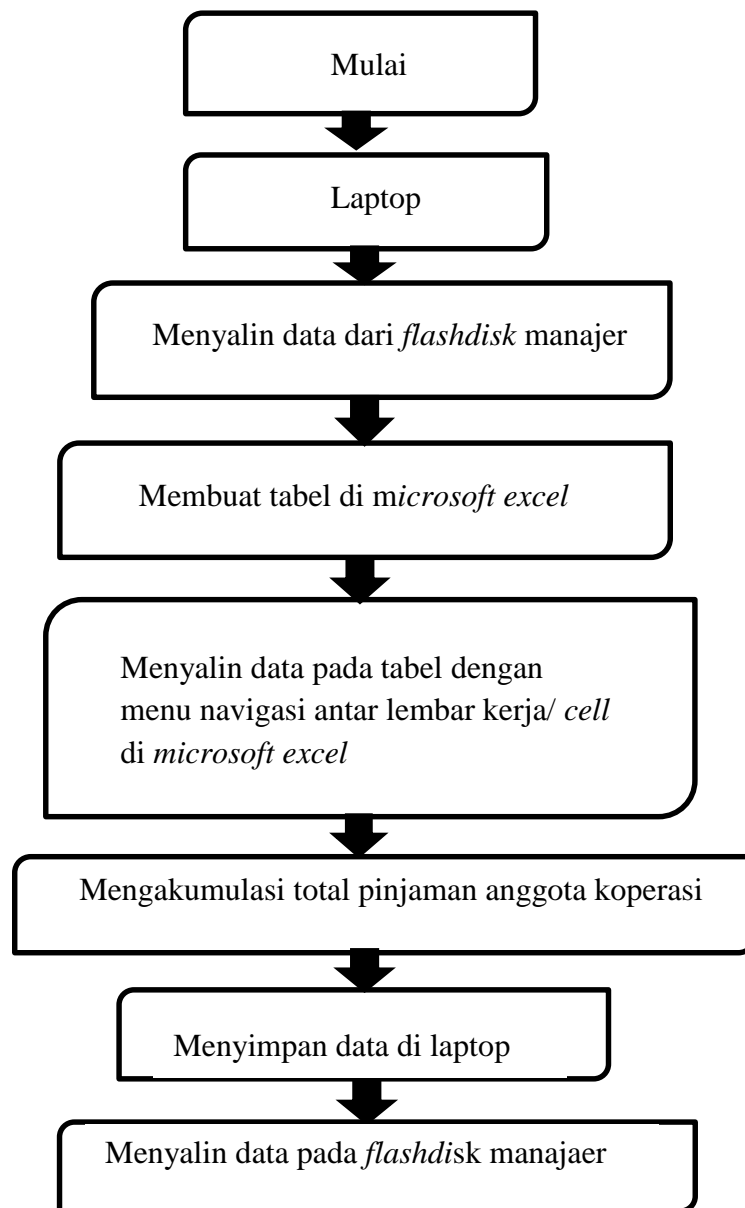 Mulai
Laptop
Menyalin data dari flashdisk manajer
Membuat tabel di microsoft excel
Menyalin data pada tabel dengan
menu navigasi antar lembar kerja/ cell
di microsoft excel
Mengakumulasi total pinjaman anggota koperasi
Menyimpan data di laptop
Menyalin data pada flashdisk manajaer